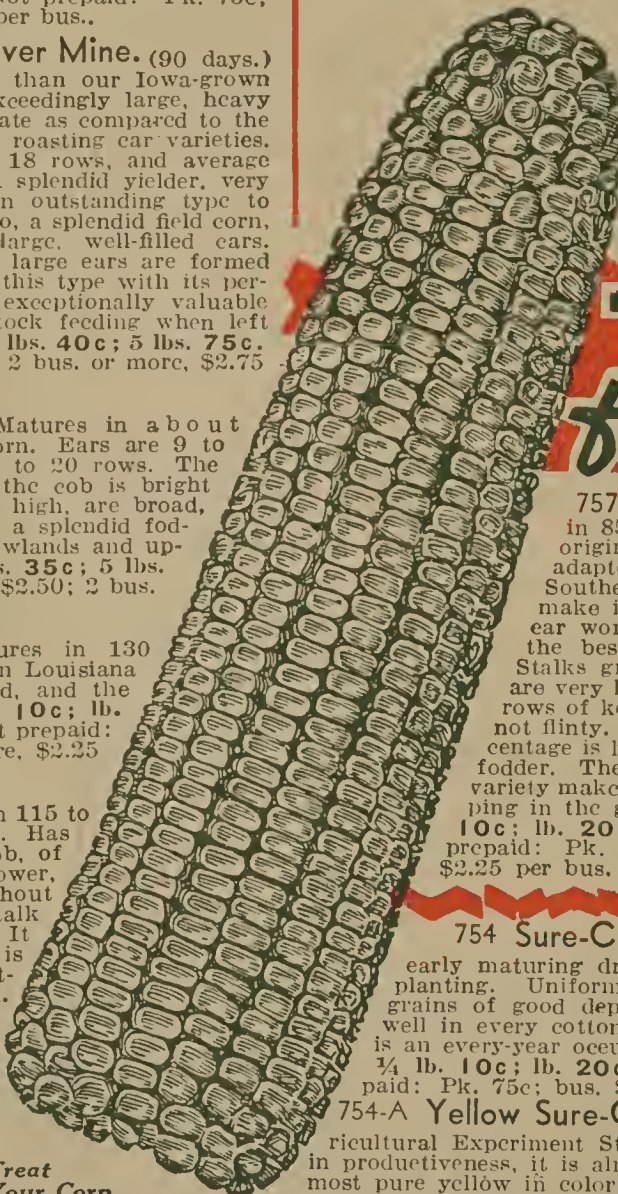 per bus..
ver Mine. (90 days.)
than our Iowa-grown
xceedingly large, heavy
ate as compared to the
roasting ear varieties.
18 rows, and average
splendid yielder, very
n outstanding type to
o, a splendid field corn,
large, well-filled ears.
large ears are formed
this type with its per-
exceptionally valuable
tock feeding when left
lbs. 40c; 5 lbs. 75c.
2 bus. or more, $2.75
Matures in about
orn. Ears are 9 to
to 20 rows. The
the cob is bright
high, are broad,
a splendid fod-
wlands and up-
s. 35c; 5 lbs.
$2.50; 2 bus.
ures in 130
n Louisiana
d, and the
10c; lb.
t prepaid:
re, $2.25
n 115 to
. Has
ob, of
ower,
hout
alk
It
is
t-
Treat
Your Corn
757
in 85
origin
adapte
Southe
make i
ear wor
the bes
Stalks gr
are very l
rows of k
not flinty.
centage is l
fodder. The
variety make
ping in the g
10c; lb. 20
prepaid: Pk.
$2.25 per bus.
754 Sure-C
early maturing dr
planting. Uniform
grains of good dep
well in every cotton
is an every-year occu
¼ lb. 10c; lb. 20c
paid: Pk. 75c; bus. $
754-A Yellow Sure-C
ricultural Experiment St
in productiveness, it is al
most pure yellow in color